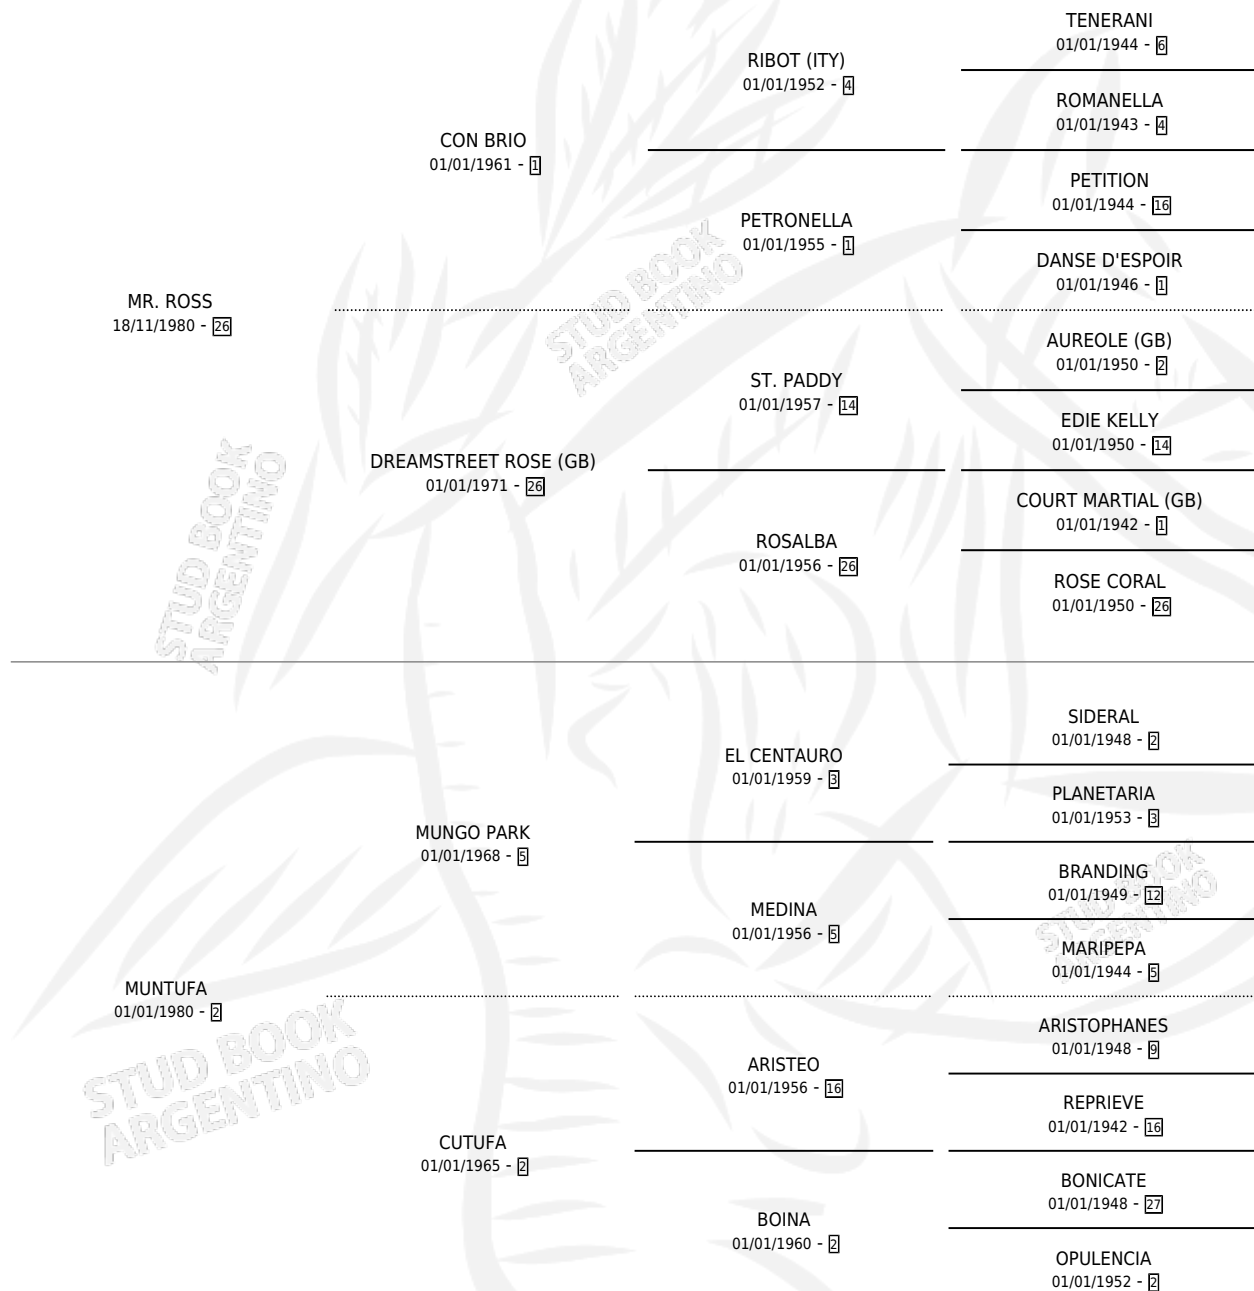 TENERANI
01/01/1944 - 6
RIBOT (ITY)
01/01/1952 - 4
ROMANELLA
01/01/1943 - 4
CON BRIO
01/01/1961 - 1
PETITION
01/01/1944 - 16
PETRONELLA
01/01/1955 - 1
DANSE D'ESPOIR
01/01/1946 - 1
MR. ROSS
18/11/1980 - 26
AUREOLE (GB)
01/01/1950 - 2
ST. PADDY
01/01/1957 - 14
EDIE KELLY
01/01/1950 - 14
DREAMSTREET ROSE (GB)
01/01/1971 - 26
COURT MARTIAL (GB)
01/01/1942 - 1
ROSALBA
01/01/1956 - 26
ROSE CORAL
01/01/1950 - 26
STUD BOOK
ARGENTINO
STUD BOOK
ARGENTINO
SIDERAL
01/01/1948 - 2
EL CENTAURO
01/01/1959 - 3
PLANETARIA
01/01/1953 - 3
MUNGO PARK
01/01/1968 - 5
BRANDING
01/01/1949 - 12
MEDINA
01/01/1956 - 5
MARIPEPA
01/01/1944 - 5
MUNTUFA
01/01/1980 - 2
ARISTOPHANES
01/01/1948 - 9
ARISTEO
01/01/1956 - 16
REPRIEVE
01/01/1942 - 16
CUTUFA
01/01/1965 - 2
BONICATE
01/01/1948 - 27
BOINA
01/01/1960 - 2
OPULENCIA
01/01/1952 - 2
STUD BOOK
ARGENTINO
STUD BOOK
ARGENTINO